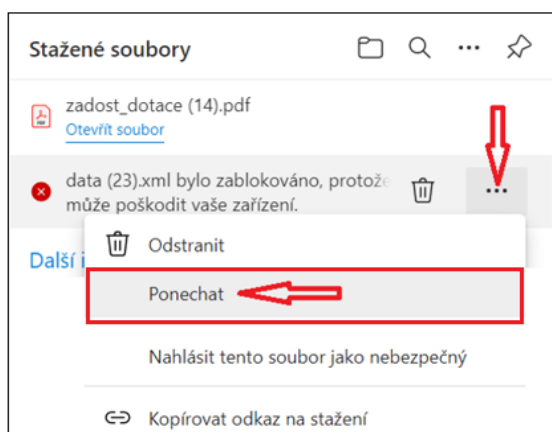 Stažené soubory
zadost_dotace (14).pdf
Otevřít soubor
data (23).xml bylo zablokováno, protože
může poškodit vaše zařízení.
Odstranit
Další i
Ponechat
Nahlásit tento soubor jako nebezpečný
Kopírovat odkaz na stažení